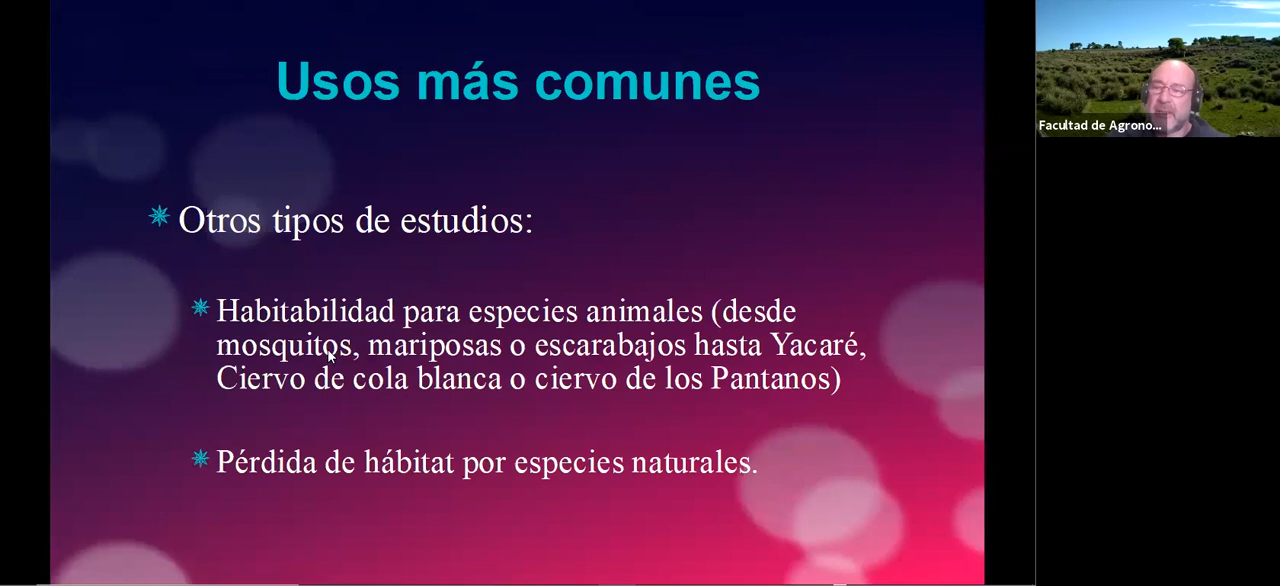 Usos más comunes
Otros tipos de estudios:
Habitabilidad para especies animales (desde
mosquitos, mariposas o escarabajos hasta Yacaré,
Ciervo de cola blanca o ciervo de los Pantanos)
Pérdida de hábitat por especies naturales.
Facultad de Agrono...